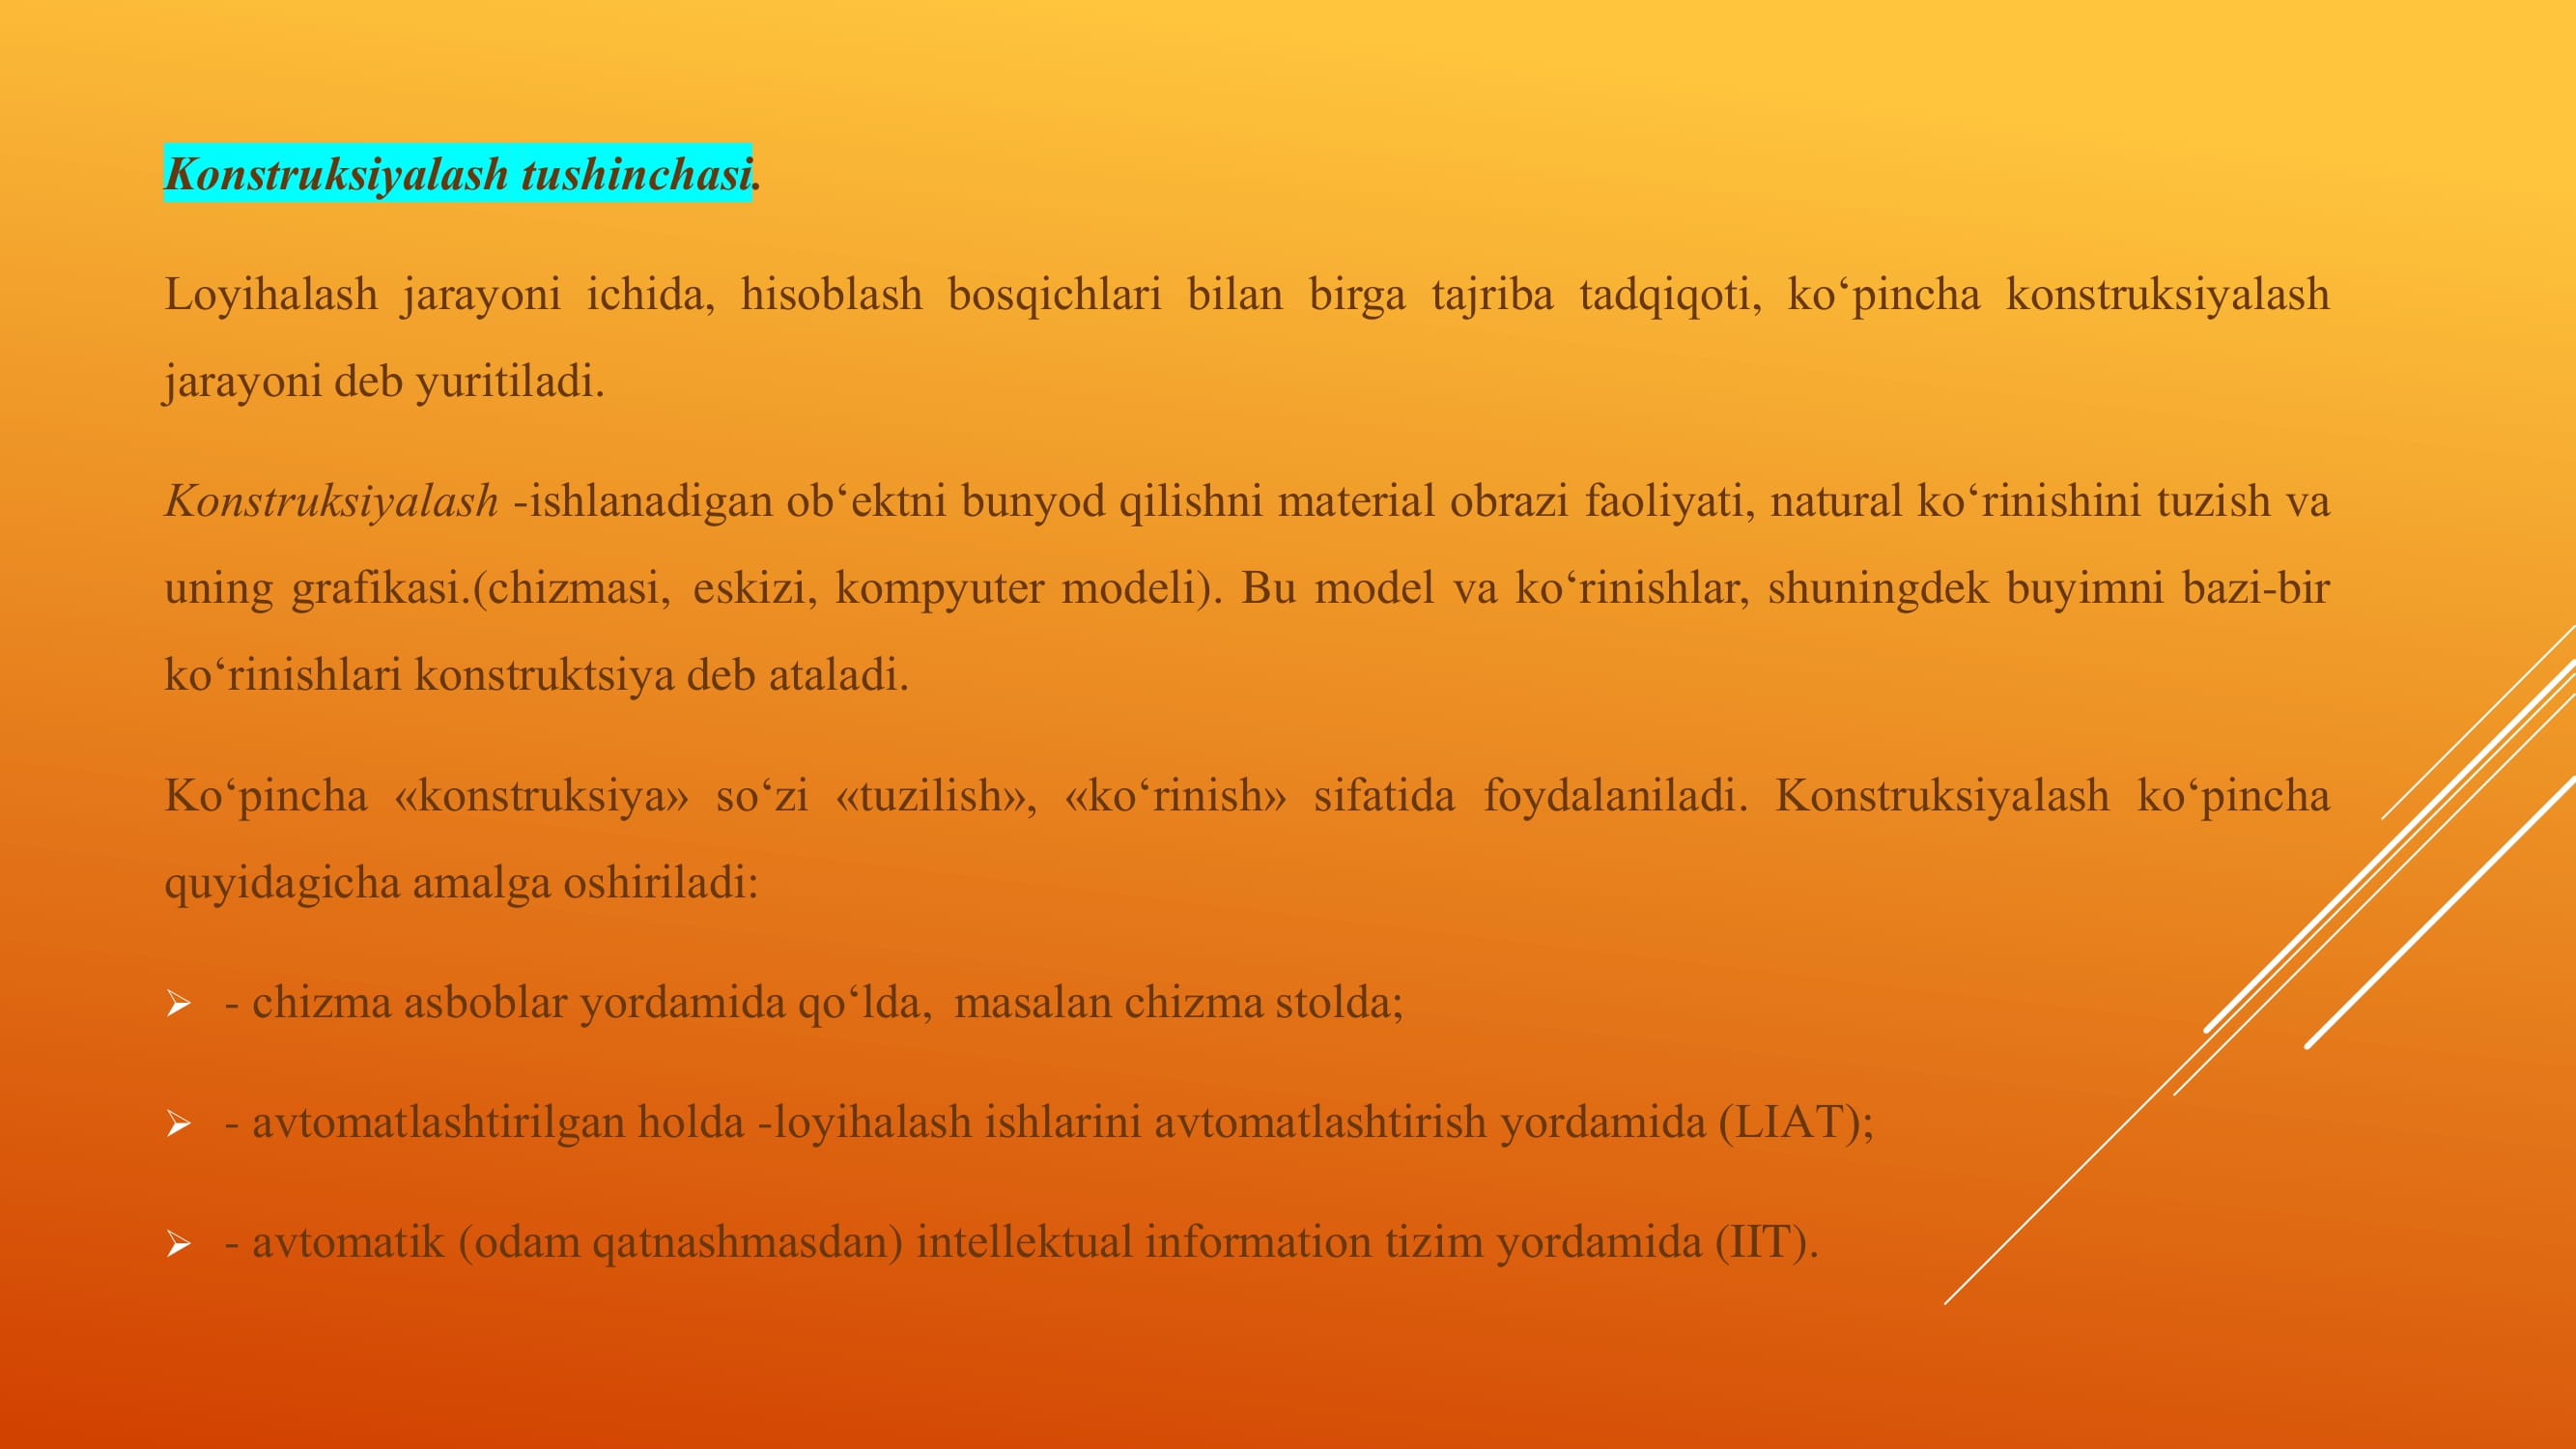 Konstruksiyalash tushinchasi.
Loyihalash jarayoni ichida, hisoblash bosqichlari bilan birga tajriba tadqiqoti, ko‘pincha konstruksiyalash
jarayoni deb yuritiladi.
Konstruksiyalash -ishlanadigan ob‘ektni bunyod qilishni material obrazi faoliyati, natural ko‘rinishini tuzish va
uning grafikasi.(chizmasi, eskizi, kompyuter modeli). Bu model va ko‘rinishlar, shuningdek buyimni bazi-bir
ko‘rinishlari konstruktsiya deb ataladi.
Ko‘pincha «konstruksiya» so‘zi «tuzilish», «ko‘rinish» sifatida foydalaniladi. Konstruksiyalash ko‘pincha
quyidagicha amalga oshiriladi:
➢ - chizma asboblar yordamida qo‘lda, masalan chizma stolda;
➢ - avtomatlashtirilgan holda -loyihalash ishlarini avtomatlashtirish yordamida (LIAT);
➢ - avtomatik (odam qatnashmasdan) intellektual information tizim yordamida (IIT).